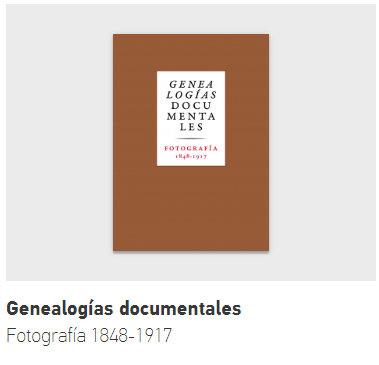 GENEA
LOGÍAS
DOCU
MENTA
LES
FOTOGRAFÍA
1848-1917
Genealogías documentales
Fotografía 1848-1917